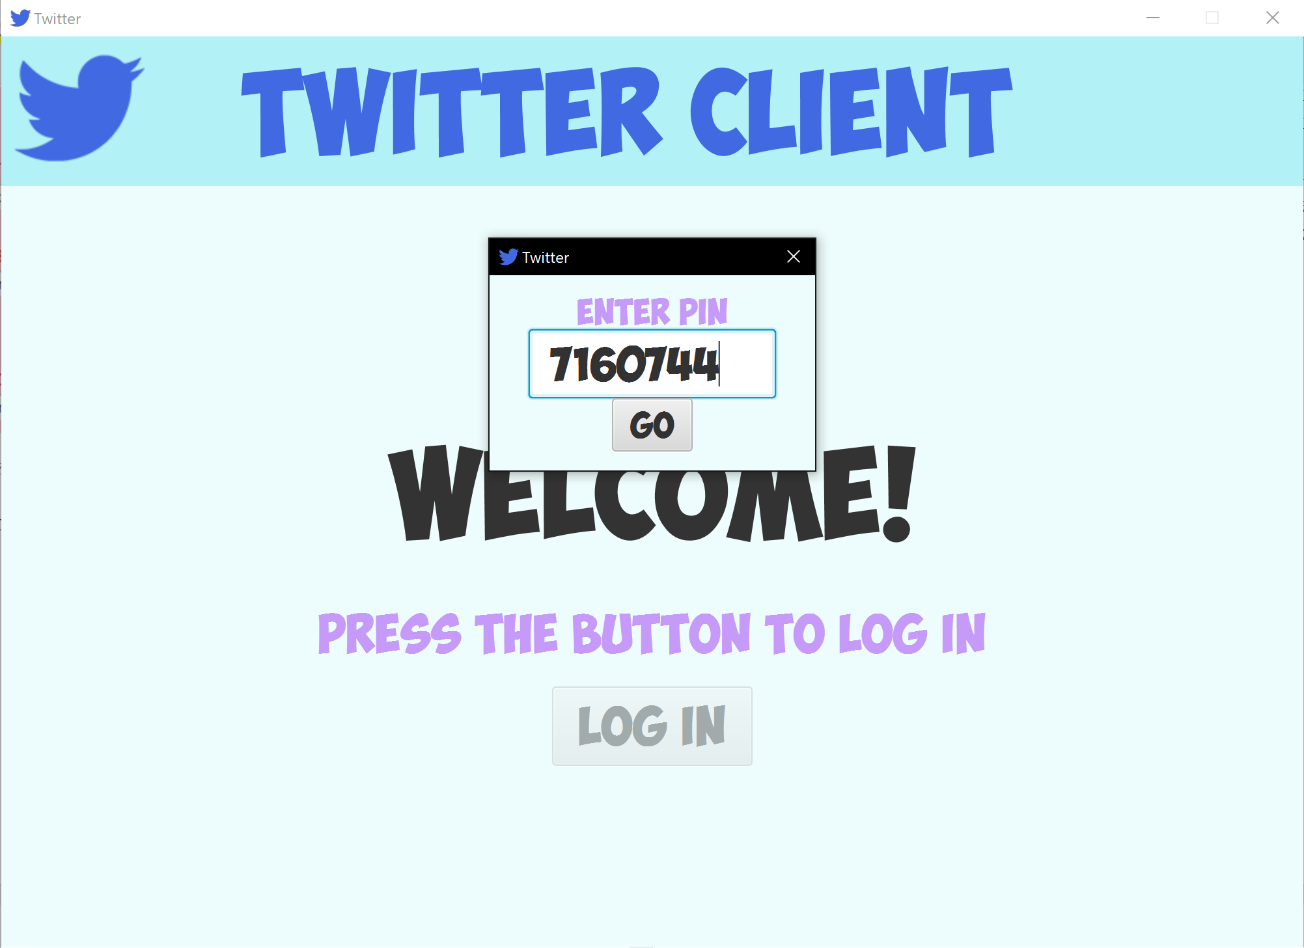 Twitter
TWITTER CLIENT
Twitter
ENTER PIN
7160744
GO
WELCOME!
PRESS THE BUTTON TO LOG IN
LOG IN